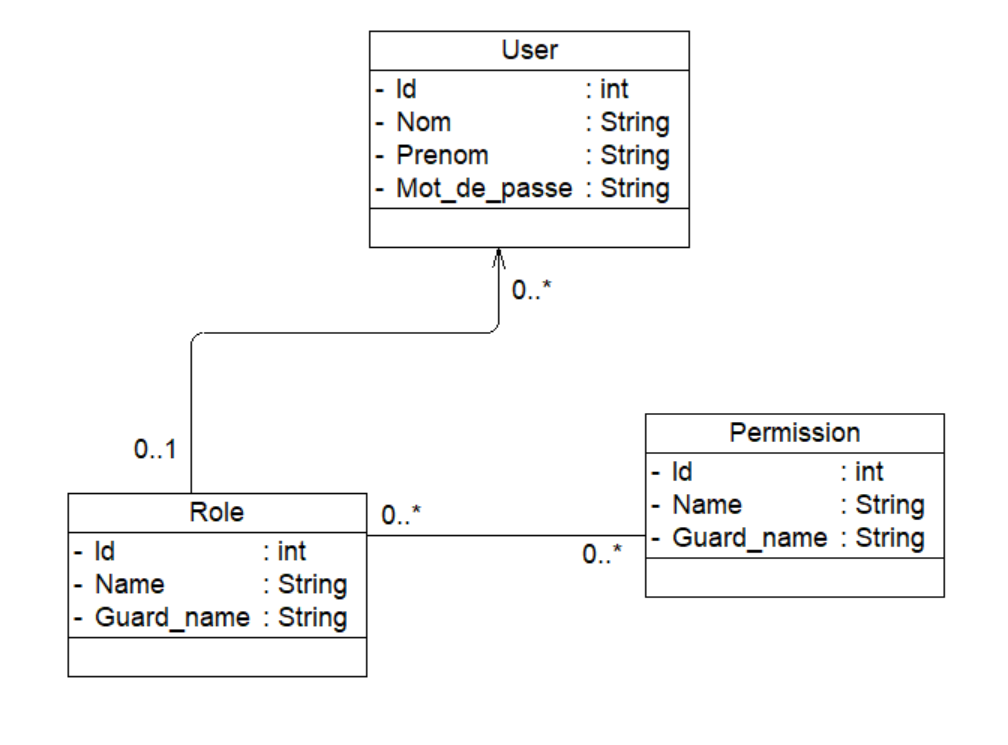 User
- Id : int
- Nom : String
- Prenom : String
- Mot_de_passe : String
0..*
0..1
Permission
- Id : int
- Name : String
- Guard_name : String
Role
- Id : int
- Name : String
- Guard_name : String
0..*
0..*